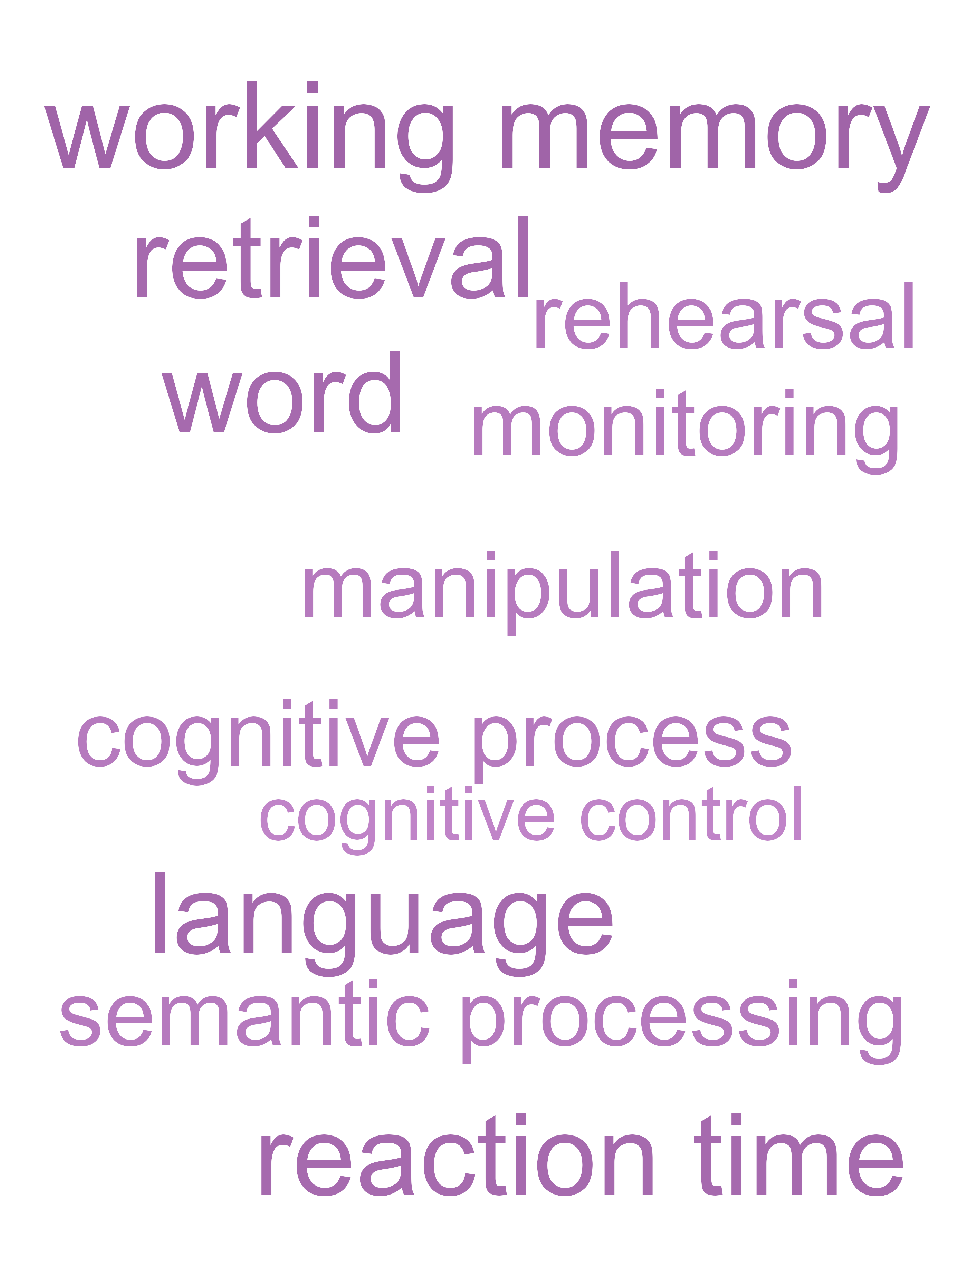 working memory
retrieval
rehearsal
word
monitoring
manipulation
cognitive process
cognitive control
language
semantic processing
reaction time